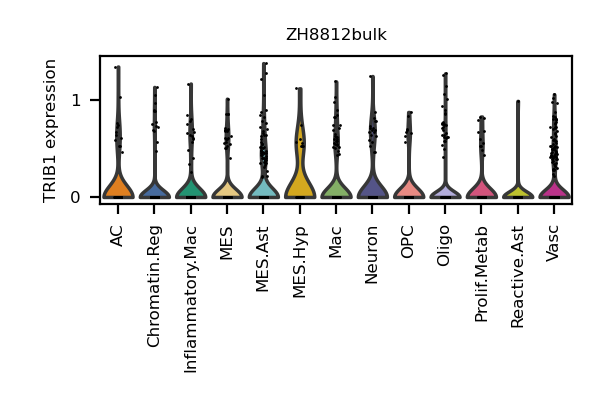 ZH8812bulk
TRIB1 expression
1
0
AC
Chromatin.Reg
Inflammatory.Mac
MES
MES.Ast
MES.Hyp
Mac
Neuron
OPC
Oligo
Prolif.Metab
Reactive.Ast
Vasc